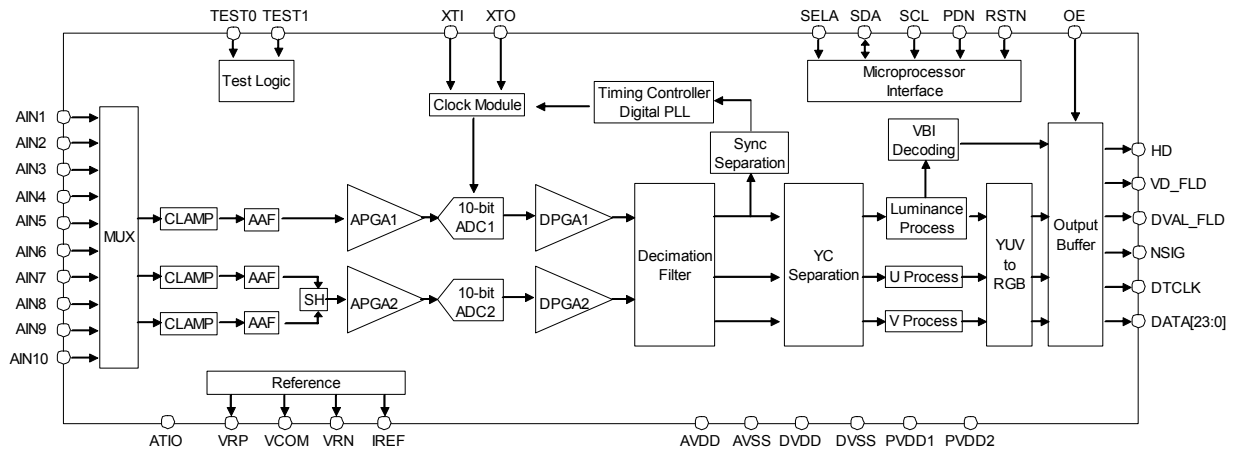 TEST0 TEST1
XTI
XTO
SELA
SDA
SCL
PDN
RSTN
OE
Test Logic
Clock Module
Timing Controller
Digital PLL
Microprocessor
Interface
Sync
Separation
VBI
Decoding
AIN1
AIN2
AIN3
AIN4
AIN5
AIN6
AIN7
AIN8
AIN9
AIN10
MUX
CLAMP
AAF
APGA1
10-bit
ADC1
DPGA1
CLAMP
AAF
CLAMP
AAF
SH
APGA2
10-bit
ADC2
DPGA2
Decimation
Filter
YC
Separation
Luminance
Process
U Process
V Process
YUV
to
RGB
Output
Buffer
HD
VD_FLD
DVAL_FLD
NSIG
DTCLK
DATA[23:0]
Reference
ATIO
VRP
VCOM
VRN
IREF
AVDD
AVSS
DVDD
DVSS
PVDD1
PVDD2